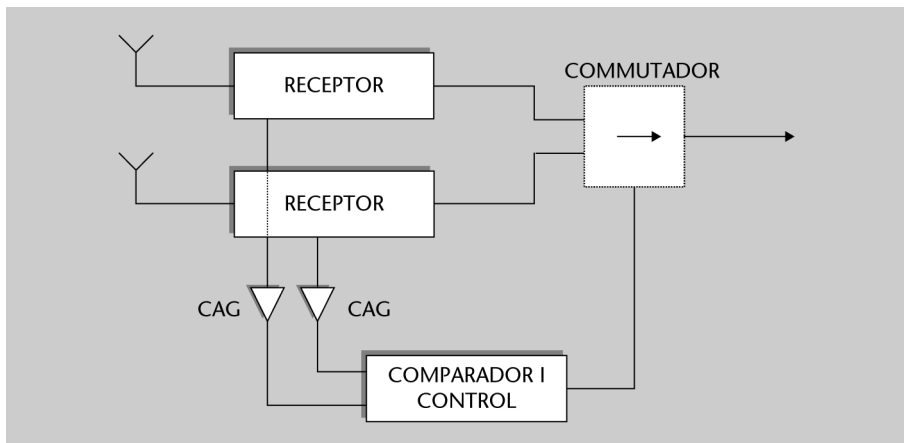 RECEPTOR
COMMUTADOR
RECEPTOR
CAG
CAG
COMPARADOR I
CONTROL